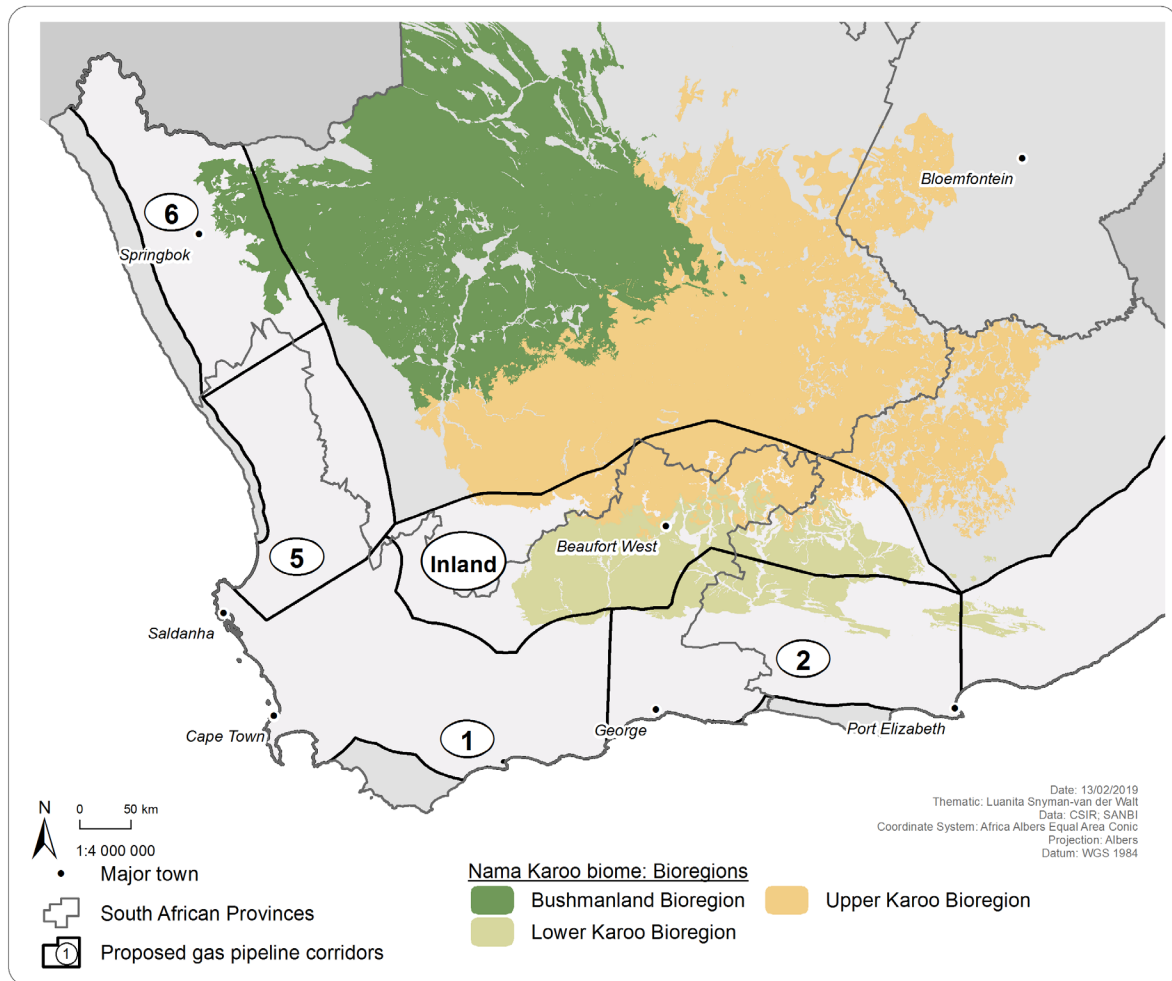 Bloemfontein
6
Springbok
Beaufort West
Inland
5
Saldanha
2
George
Port Elizabeth
Cape Town
1
Date: 13/02/2019
Thematic: Luanita Snyman-van der Walt
Data: CSIR; SANBI
Coordinate System: Africa Albers Equal Area Conic
Projection: Albers
Datum: WGS 1984
N
0 50 km
1:4 000 000
Major town
South African Provinces
1 Proposed gas pipeline corridors
Nama Karoo biome: Bioregions
Bushmanland Bioregion
Upper Karoo Bioregion
Lower Karoo Bioregion